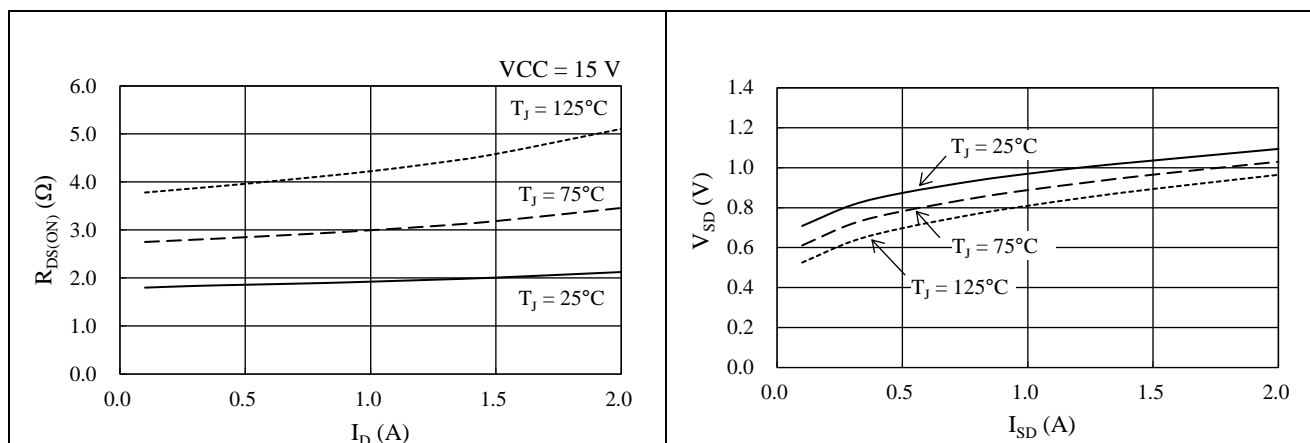 VCC = 15 V
R_DS(ON) (Ω)
6.0
5.0
4.0
3.0
2.0
1.0
0.0
T_J = 125°C
T_J = 75°C
T_J = 25°C
0.0 0.5 1.0 1.5 2.0
I_D (A)
V_SD (V)
1.4
1.2
1.0
0.8
0.6
0.4
0.2
0.0
T_J = 25°C
T_J = 75°C
T_J = 125°C
0.0 0.5 1.0 1.5 2.0
I_SD (A)